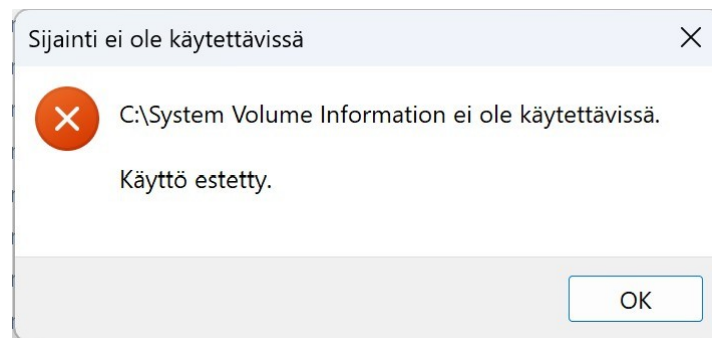 Sijainti ei ole käytettävissä
C:\System Volume Information ei ole käytettävissä.
Käyttö estetty.
OK